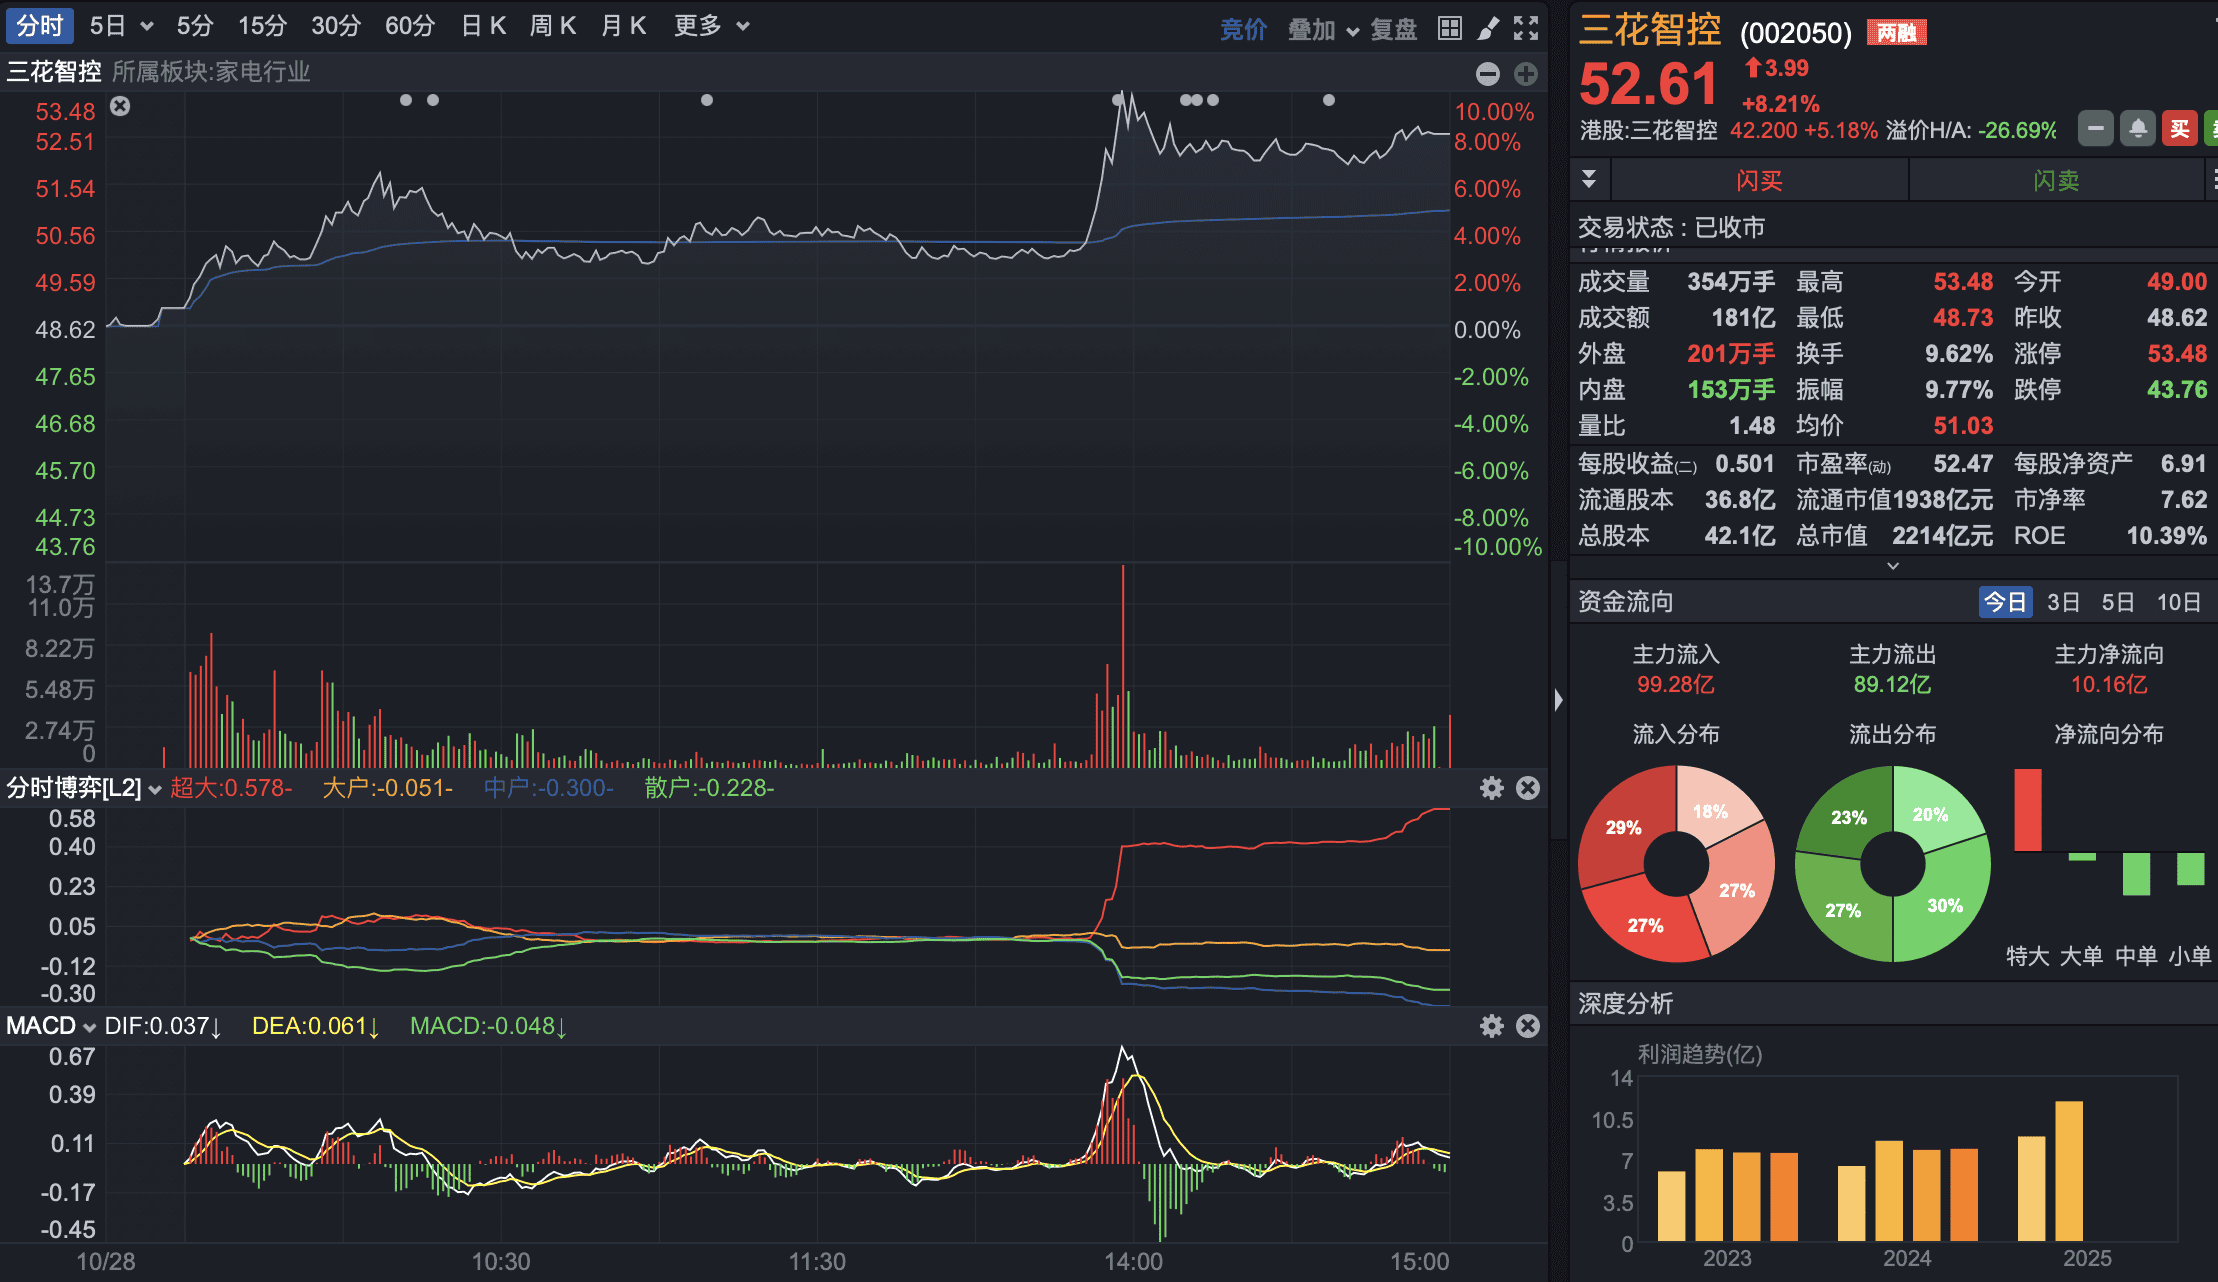 分时 5日 5分 15分 30分 60分 日K 周K 月K 更多 竞价 叠加 复盘
三花智控 所属板块:家电行业
53.48 10.00%
52.51 8.00%
51.54 6.00%
50.56 4.00%
49.59 2.00%
48.62 0.00%
47.65 -2.00%
46.68 -4.00%
45.70 -6.00%
44.73 -8.00%
43.76 -10.00%
13.7万
11.0万
8.22万
5.48万
2.74万
0
分时博弈[L2] 超大:0.578- 大户:-0.051- 中户:-0.300- 散户:-0.228-
0.58
0.40
0.23
0.05
-0.12
-0.30
MACD DIF:0.037↓ DEA:0.061↓ MACD:-0.048↓
0.67
0.39
0.11
-0.17
-0.45
10/28 10:30 11:30 14:00 15:00
三花智控 (002050) 两融
52.61 3.99
+8.21%
港股:三花智控 42.200 +5.18% 溢价H/A: -26.69% 买
闪买 闪卖
交易状态 : 已收市
成交量 354万手 最高 53.48 今开 49.00
成交额 181亿 最低 48.73 昨收 48.62
外盘 201万手 换手 9.62% 涨停 53.48
内盘 153万手 振幅 9.77% 跌停 43.76
量比 1.48 均价 51.03
每股收益(二) 0.501 市盈率(动) 52.47 每股净资产 6.91
流通股本 36.8亿 流通市值1938亿元 市净率 7.62
总股本 42.1亿 总市值 2214亿元 ROE 10.39%
资金流向 今日 3日 5日 10日
主力流入 主力流出 主力净流向
99.28亿 89.12亿 10.16亿
流入分布 流出分布 净流向分布
18% 27% 27% 29%
20% 30% 27% 23%
特大 大单 中单 小单
深度分析
利润趋势(亿)
14
10.5
7
3.5
0
2023 2024 2025